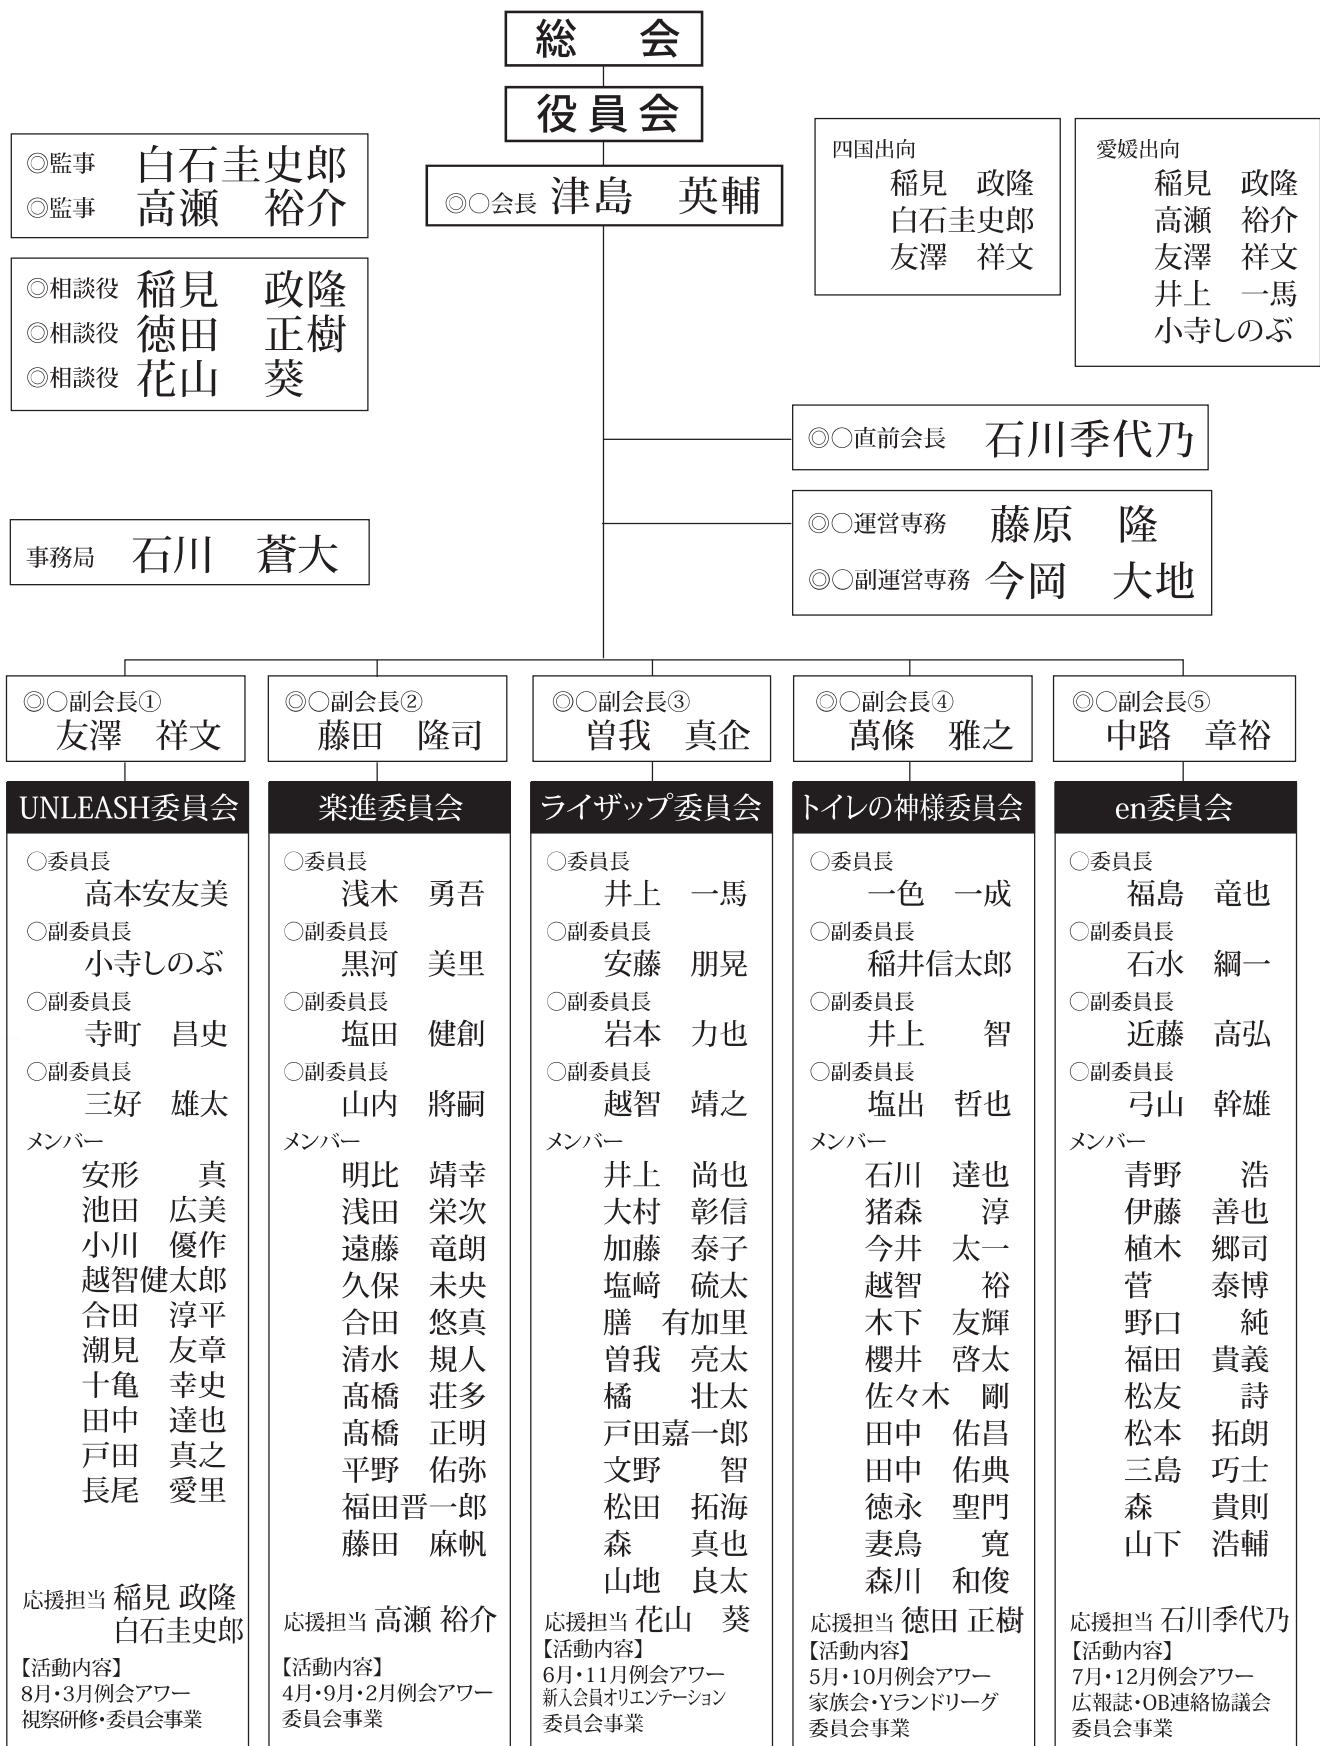 総　会
役員会
◎○会長 津島　英輔
◎監事 白石圭史郎
◎監事 高瀬　裕介
◎相談役 稲見　政隆
◎相談役 徳田　正樹
◎相談役 花山　葵
四国出向
稲見　政隆
白石圭史郎
友澤　祥文
愛媛出向
稲見　政隆
高瀬　裕介
友澤　祥文
井上　一馬
小寺しのぶ
◎○直前会長 石川季代乃
◎○運営専務 藤原　隆
◎○副運営専務 今岡　大地
事務局 石川　蒼大
◎○副会長①
友澤　祥文
UNLEASH委員会
○委員長
高本安友美
○副委員長
小寺しのぶ
○副委員長
寺町　昌史
○副委員長
三好　雄太
メンバー
安形　　真
池田　広美
小川　優作
越智健太郎
合田　淳平
潮見　友章
十亀　幸史
田中　達也
戸田　真之
長尾　愛里
応援担当 稲見 政隆
白石圭史郎
【活動内容】
8月・3月例会アワー
視察研修・委員会事業
◎○副会長②
藤田　隆司
楽進委員会
○委員長
浅木　勇吾
○副委員長
黒河　美里
○副委員長
塩田　健創
○副委員長
山内　將嗣
メンバー
明比　靖幸
浅田　栄次
遠藤　竜朗
久保　未央
合田　悠真
清水　規人
髙橋　荘多
髙橋　正明
平野　佑弥
福田晋一郎
藤田　麻帆
応援担当 高瀬 裕介
【活動内容】
4月・9月・2月例会アワー
委員会事業
◎○副会長③
曽我　真企
ライザップ委員会
○委員長
井上　一馬
○副委員長
安藤　朋晃
○副委員長
岩本　力也
○副委員長
越智　靖之
メンバー
井上　尚也
大村　彰信
加藤　泰子
塩﨑　硫太
膳　有加里
曽我　亮太
橘　　壮太
戸田嘉一郎
文野　　智
松田　拓海
森　　真也
山地　良太
応援担当 花山　葵
【活動内容】
6月・11月例会アワー
新入会員オリエンテーション
委員会事業
◎○副会長④
萬條　雅之
トイレの神様委員会
○委員長
一色　一成
○副委員長
稲井信太郎
○副委員長
井上　　智
○副委員長
塩出　哲也
メンバー
石川　達也
猪森　　淳
今井　太一
越智　　裕
木下　友輝
櫻井　啓太
佐々木　剛
田中　佑昌
田中　佑典
徳永　聖門
妻鳥　　寛
森川　和俊
応援担当 徳田 正樹
【活動内容】
5月・10月例会アワー
家族会・Yランドリーグ
委員会事業
◎○副会長⑤
中路　章裕
en委員会
○委員長
福島　竜也
○副委員長
石水　綱一
○副委員長
近藤　高弘
○副委員長
弓山　幹雄
メンバー
青野　　浩
伊藤　善也
植木　郷司
菅　　泰博
野口　　純
福田　貴義
松友　　詩
松本　拓朗
三島　巧士
森　　貴則
山下　浩輔
応援担当 石川季代乃
【活動内容】
7月・12月例会アワー
広報誌・OB連絡協議会
委員会事業